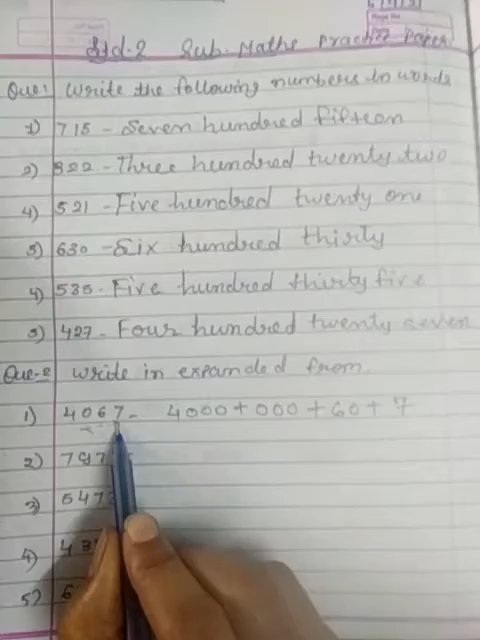 Page No
Std-2 Sub-Maths Practice Paper
Que:1 Write the following numbers in words
1) 715 - Seven hundred fifteen
2) 322 - Three hundred twenty two
4) 521 - Five hundred twenty one
3) 630 - Six hundred thirty
4) 535 - Five hundred thirty five
5) 427 - Four hundred twenty seven
Que-2 write in expanded from
1) 4067 - 4000 + 000 + 60 + 7
2)
3) 547
4)
5)